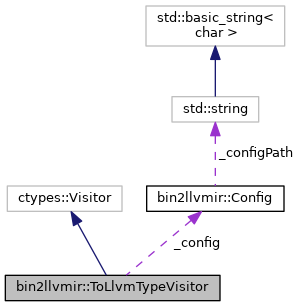 std::basic_string<
char >
std::string
_configPath
ctypes::Visitor
bin2llvmir::Config
_config
bin2llvmir::ToLlvmTypeVisitor